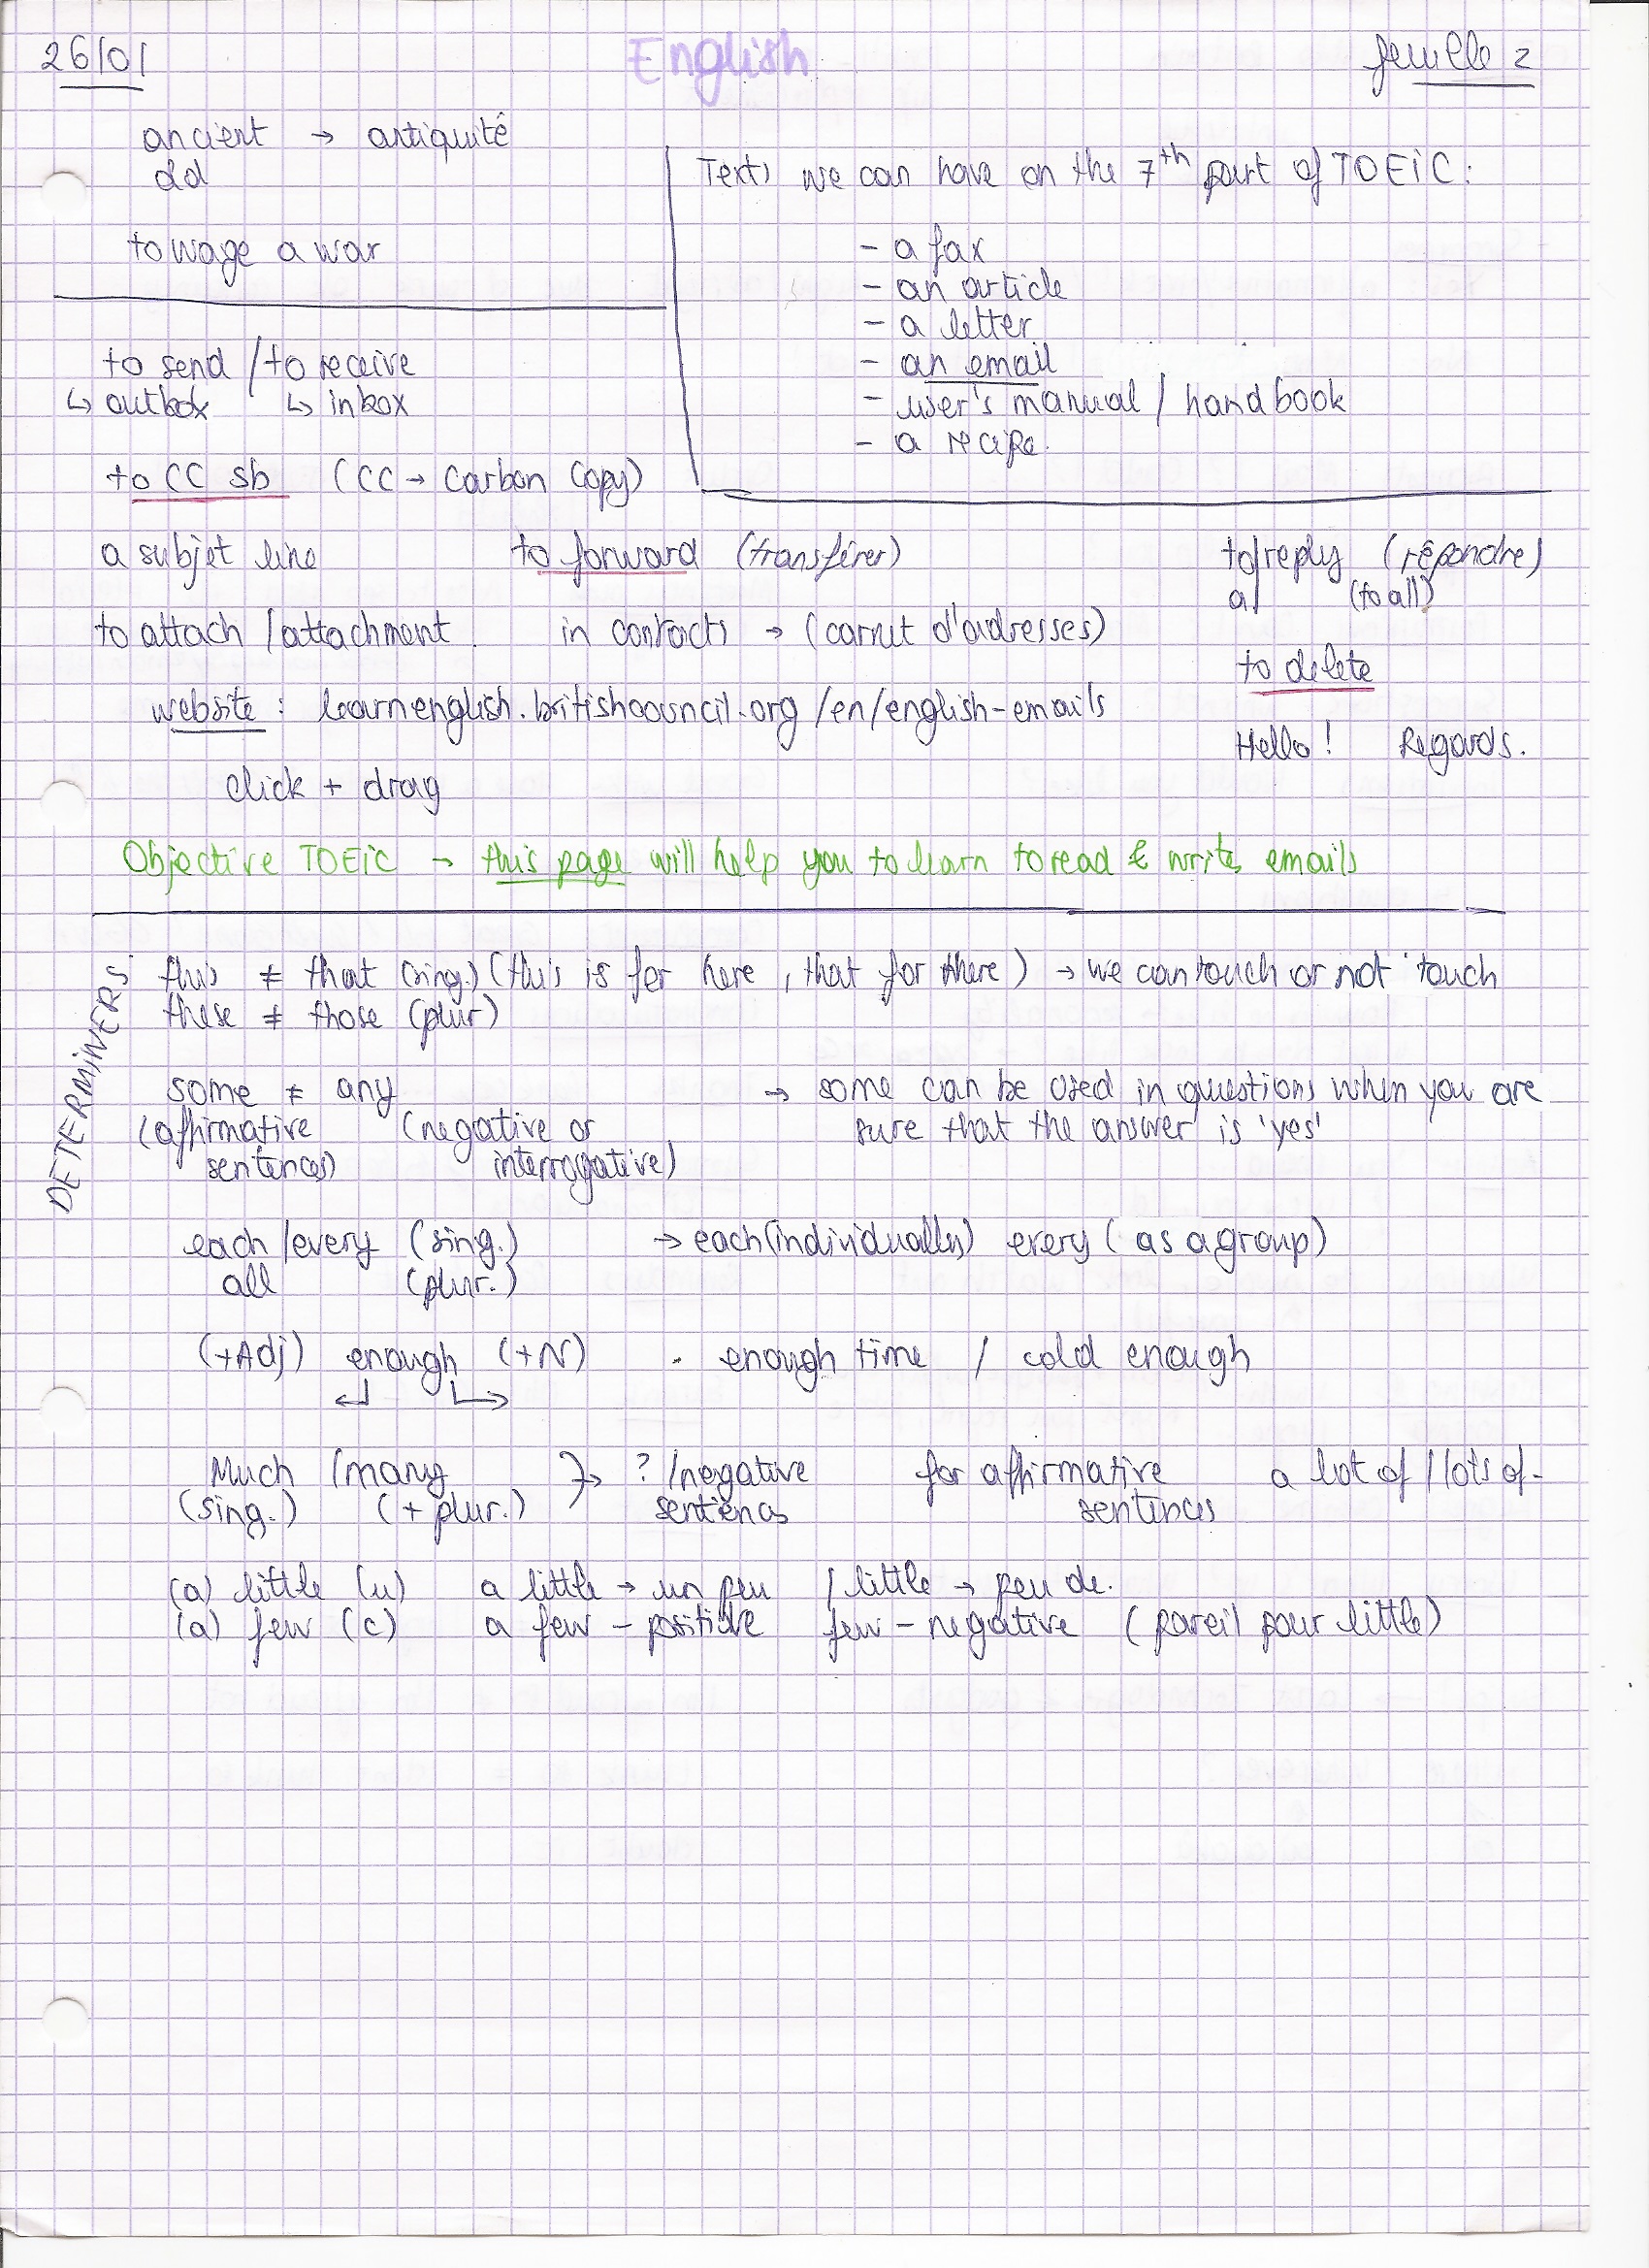 26/01 English feuille 2
ancient → antiquité
old
to wage a war
Texts we can have on the 7th part of TOEiC :
- a fax
- an article
- a letter
- an email
- user's manual / handbook
- a recipe.
to send / to receive
↳ outbox ↳ inbox
to CC sb (CC → Carbon Copy)
a subjet line to forward (transférer) to/reply (répondre)
a/ (to all)
to attach / attachment. in contacts → (carnet d'adresses)
to delete
website : learnenglish.britishcouncil.org/en/english-emails
Hello ! Regards.
click + drag
Objective TOEiC → this page will help you to learn to read & write emails
DETERMiNERS
this ≠ that (sing.) (this is for here, that for there) → we can touch or not touch
these ≠ those (plur)
some ≠ any → some can be used in questions when you are
(affirmative (negative or sure that the answer is 'yes'
sentences) interrogative)
each/every (sing.) → each (individually) every (as a group)
all (plur.)
(+Adj) enough (+N) . enough time / cold enough
↵ ↳
Much / many }→ ? /negative for affirmative a lot of / lots of -
(sing.) (+ plur.) sentences sentences
(a) little (u) a little → un peu / little → peu de.
(a) few (c) a few - positive few - negative (pareil pour little)